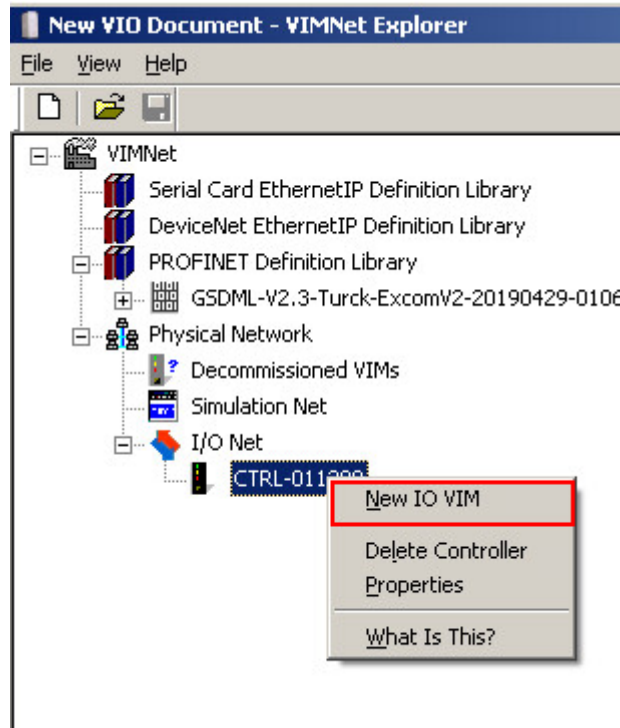 New VIO Document - VIMNet Explorer
File View Help
VIMNet
Serial Card EthernetIP Definition Library
DeviceNet EthernetIP Definition Library
PROFINET Definition Library
GSDML-V2.3-Turck-ExcomV2-20190429-0106
Physical Network
Decommissioned VIMs
Simulation Net
I/O Net
New IO VIM
Delete Controller
Properties
What Is This?